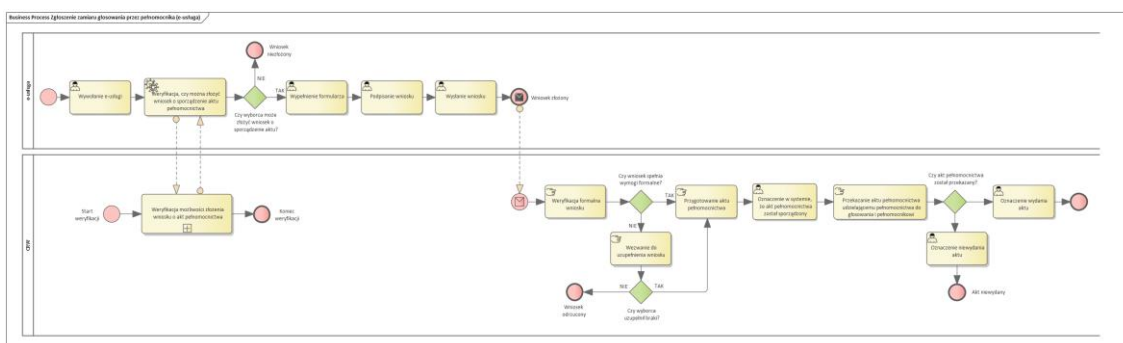 Business Process Zgłoszenie zamiaru głosowania przez pełnomocnika (e-usługa)
e-usługa
Wywołanie e-usługi
Weryfikacja, czy można złożyć
wniosek o sporządzenie aktu
pełnomocnictwa
Wniosek
niezłożony
NIE
TAK
Czy wyborca może
złożyć wniosek o
sporządzenie aktu?
Wypełnienie formularza
Podpisanie wniosku
Wysłanie wniosku
Wniosek złożony
Start
weryfikacji
Weryfikacja możliwości złożenia
wniosku o akt pełnomocnictwa
Koniec
weryfikacji
Weryfikacja formalna
wniosku
Czy wniosek spełnia
wymogi formalne?
TAK
NIE
Wezwanie do
uzupełnienia wniosku
NIE
TAK
Wniosek
odrzucony
Czy wyborca
uzupełnił braki?
Przygotowanie aktu
pełnomocnictwa
Oznaczenie w systemie,
że akt pełnomocnictwa
został sporządzony
Przekazanie aktu pełnomocnictwa
udzielającemu pełnomocnictwa do
głosowania i pełnomocnikowi
Czy akt pełnomocnictwa
został przekazany?
Oznaczenie wydania
aktu
Oznaczenie niewydania
aktu
Akt niewydany